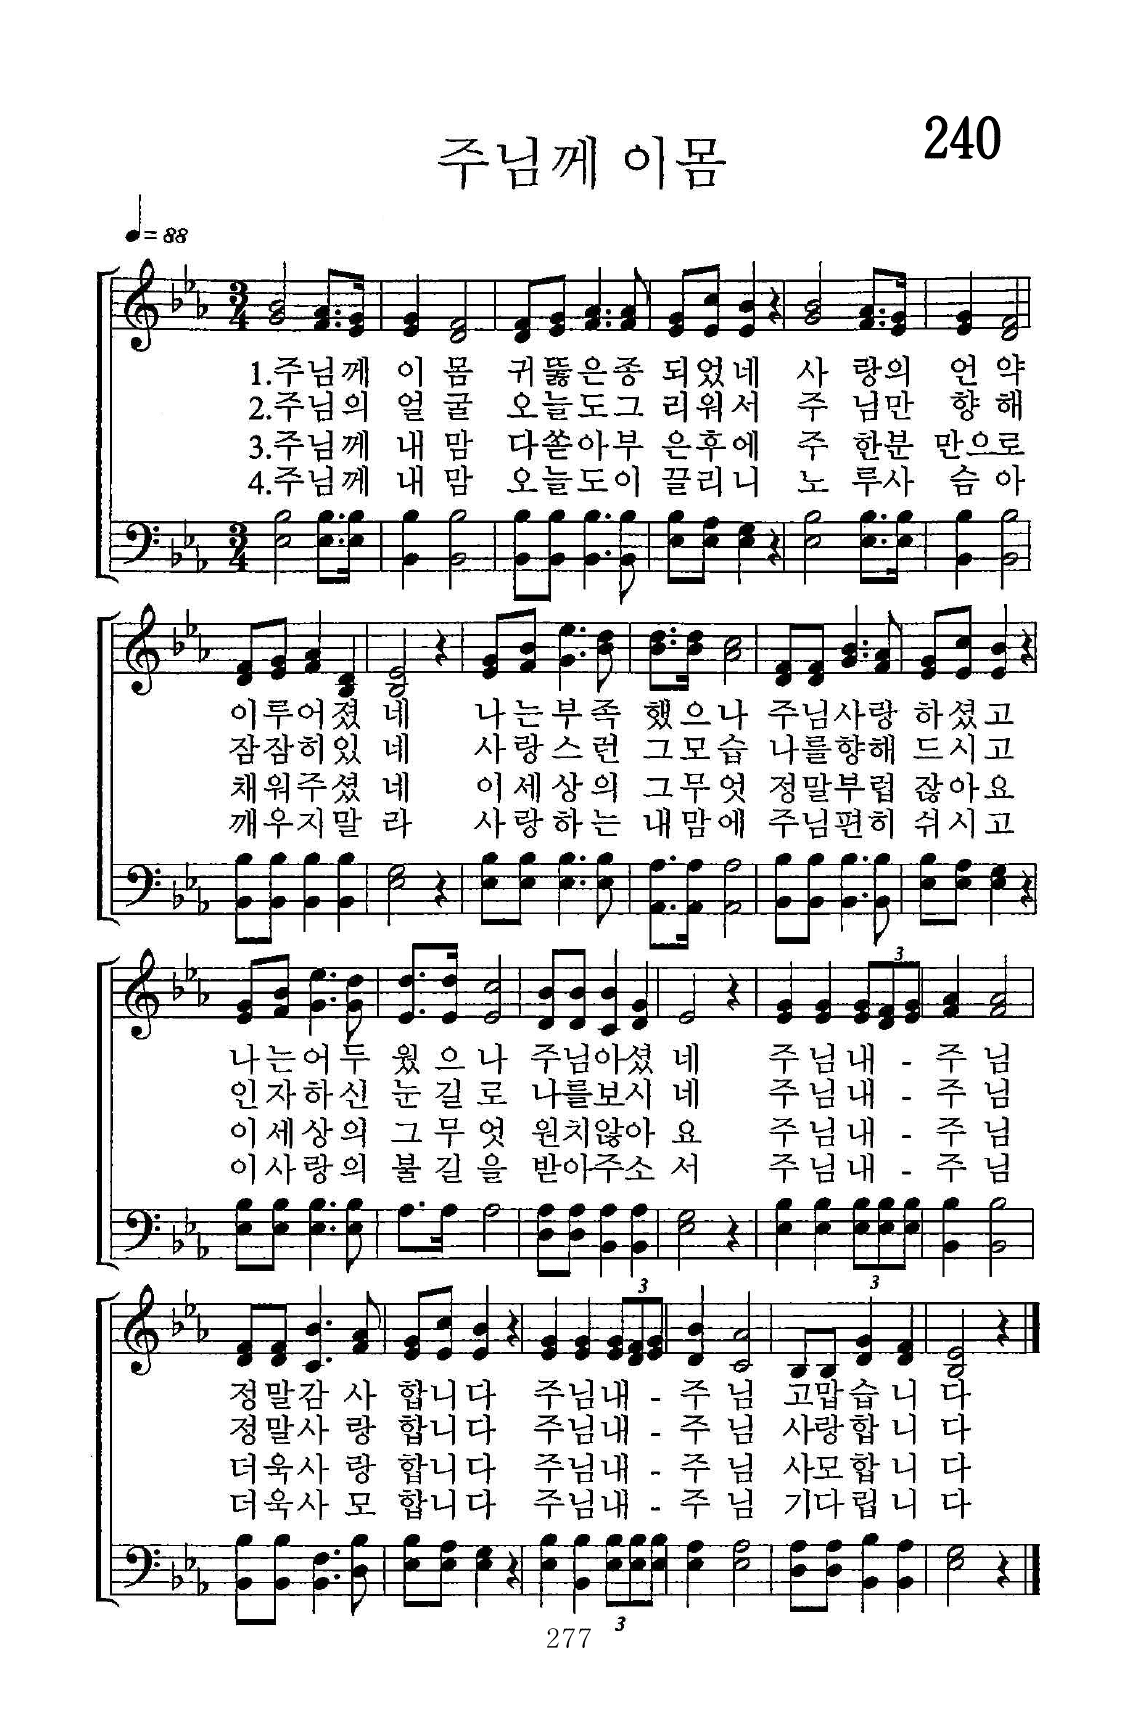 240
주님께 이몸
♩=88
1.주님께 이 몸 귀뚫은종 되었네 사 랑의 언 약
2.주님의 얼 굴 오늘도그 리워서 주 님만 향 해
3.주님께 내 맘 다쏟아부 은후에 주 한분 만으로
4.주님께 내 맘 오늘도이 끌리니 노 루사 슴 아
이루어졌 네 나는부족 했으나 주님사랑 하셨고
잠잠히있 네 사랑스런 그모습 나를향해 드시고
채워주셨 네 이세상의 그무엇 정말부럽 잖아요
깨우지말 라 사랑하는 내맘에 주님편히 쉬시고
3
나는어두 웠으나 주님아셨 네 주님내 - 주 님
인자하신 눈길로 나를보시 네 주님내 - 주 님
이세상의 그무엇 원치않아 요 주님내 - 주 님
이사랑의 불길을 받아주소 서 주님내 - 주 님
3
3
정말감 사 합니다 주님내 - 주 님 고맙습니 다
정말사 랑 합니다 주님내 - 주 님 사랑합니 다
더욱사 랑 합니다 주님내 - 주 님 사모합니 다
더욱사 모 합니다 주님내 - 주 님 기다립니 다
3
277